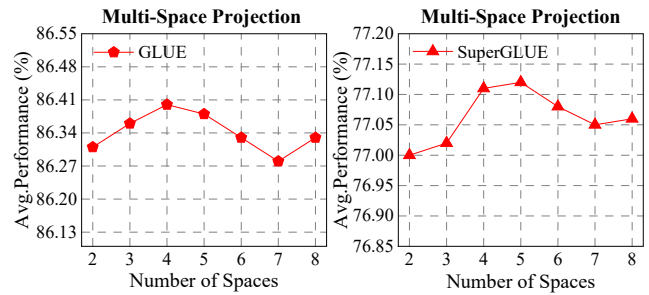 Multi-Space Projection
Avg.Performance (%)
86.55
86.48
86.41
86.34
86.27
86.20
86.13
GLUE
2 3 4 5 6 7 8
Number of Spaces
Multi-Space Projection
Avg.Performance (%)
77.20
77.15
77.10
77.05
77.00
76.95
76.90
76.85
SuperGLUE
2 3 4 5 6 7 8
Number of Spaces